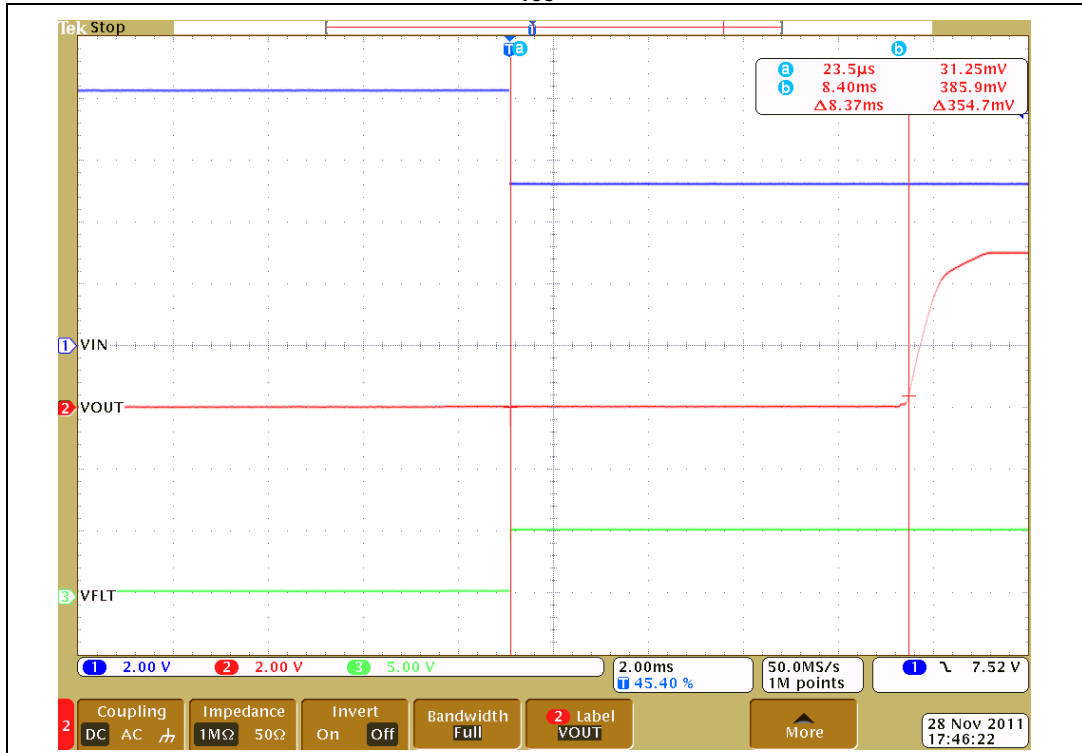 Tek Stop
T a b
a 23.5µs 31.25mV
b 8.40ms 385.9mV
Δ8.37ms Δ354.7mV
1 VIN
2 VOUT
3 VFLT
1 2.00 V 2 2.00 V 3 5.00 V
2.00ms
T 45.40 %
50.0MS/s
1M points
1 7.52 V
2
Coupling
DC AC
Impedance
1MΩ 50Ω
Invert
On Off
Bandwidth
Full
2 Label
VOUT
More
28 Nov 2011
17:46:22